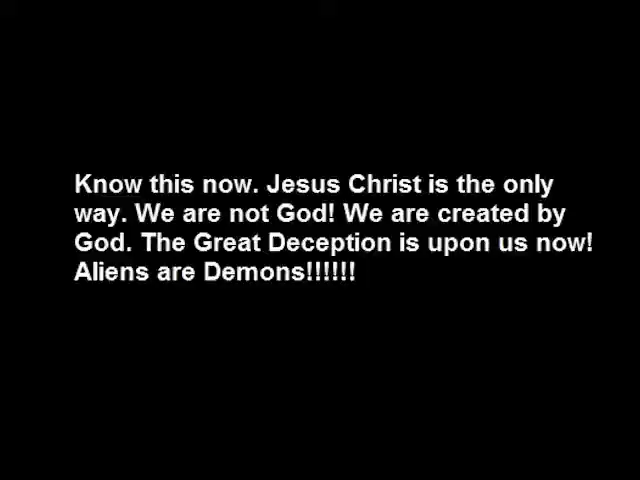 Know this now. Jesus Christ is the only
way. We are not God! We are created by
God. The Great Deception is upon us now!
Aliens are Demons!!!!!!